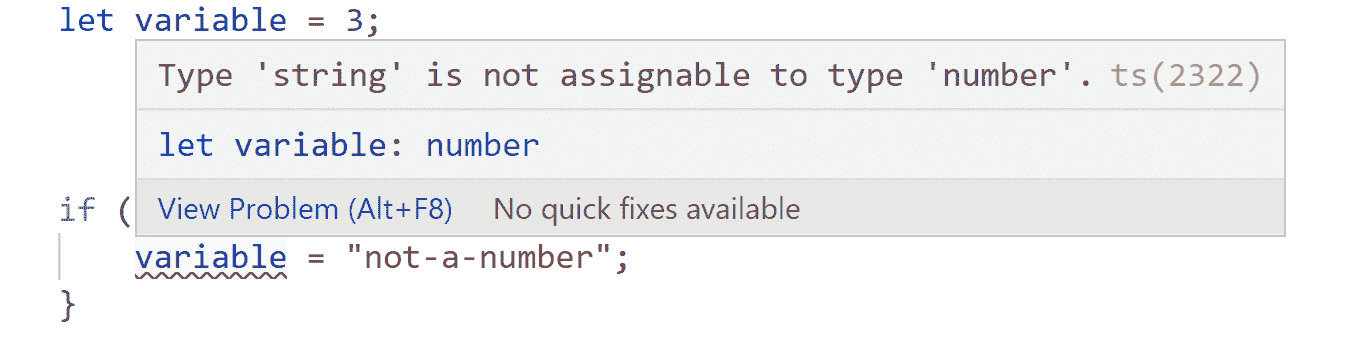 let variable = 3;
Type 'string' is not assignable to type 'number'. ts(2322)
let variable: number
View Problem (Alt+F8) No quick fixes available
if (
variable = "not-a-number";
}